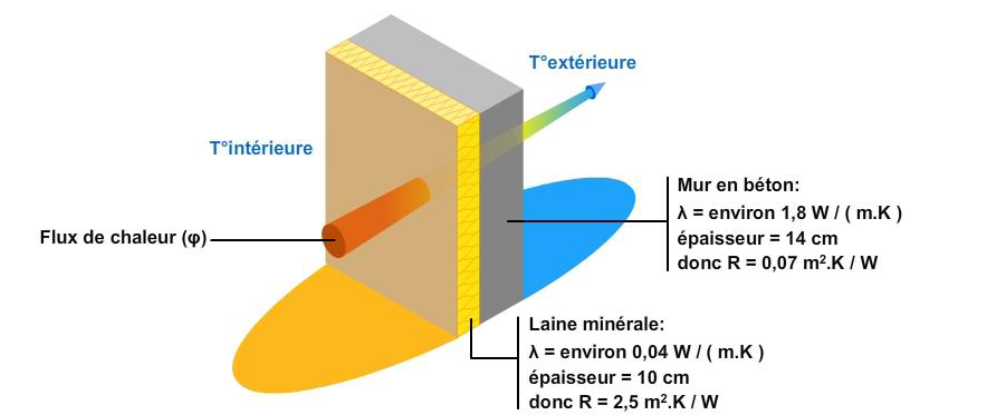 T°extérieure
T°intérieure
Mur en béton:
λ = environ 1,8 W / ( m.K )
épaisseur = 14 cm
donc R = 0,07 m².K / W
Flux de chaleur (φ)
Laine minérale:
λ = environ 0,04 W / ( m.K )
épaisseur = 10 cm
donc R = 2,5 m².K / W